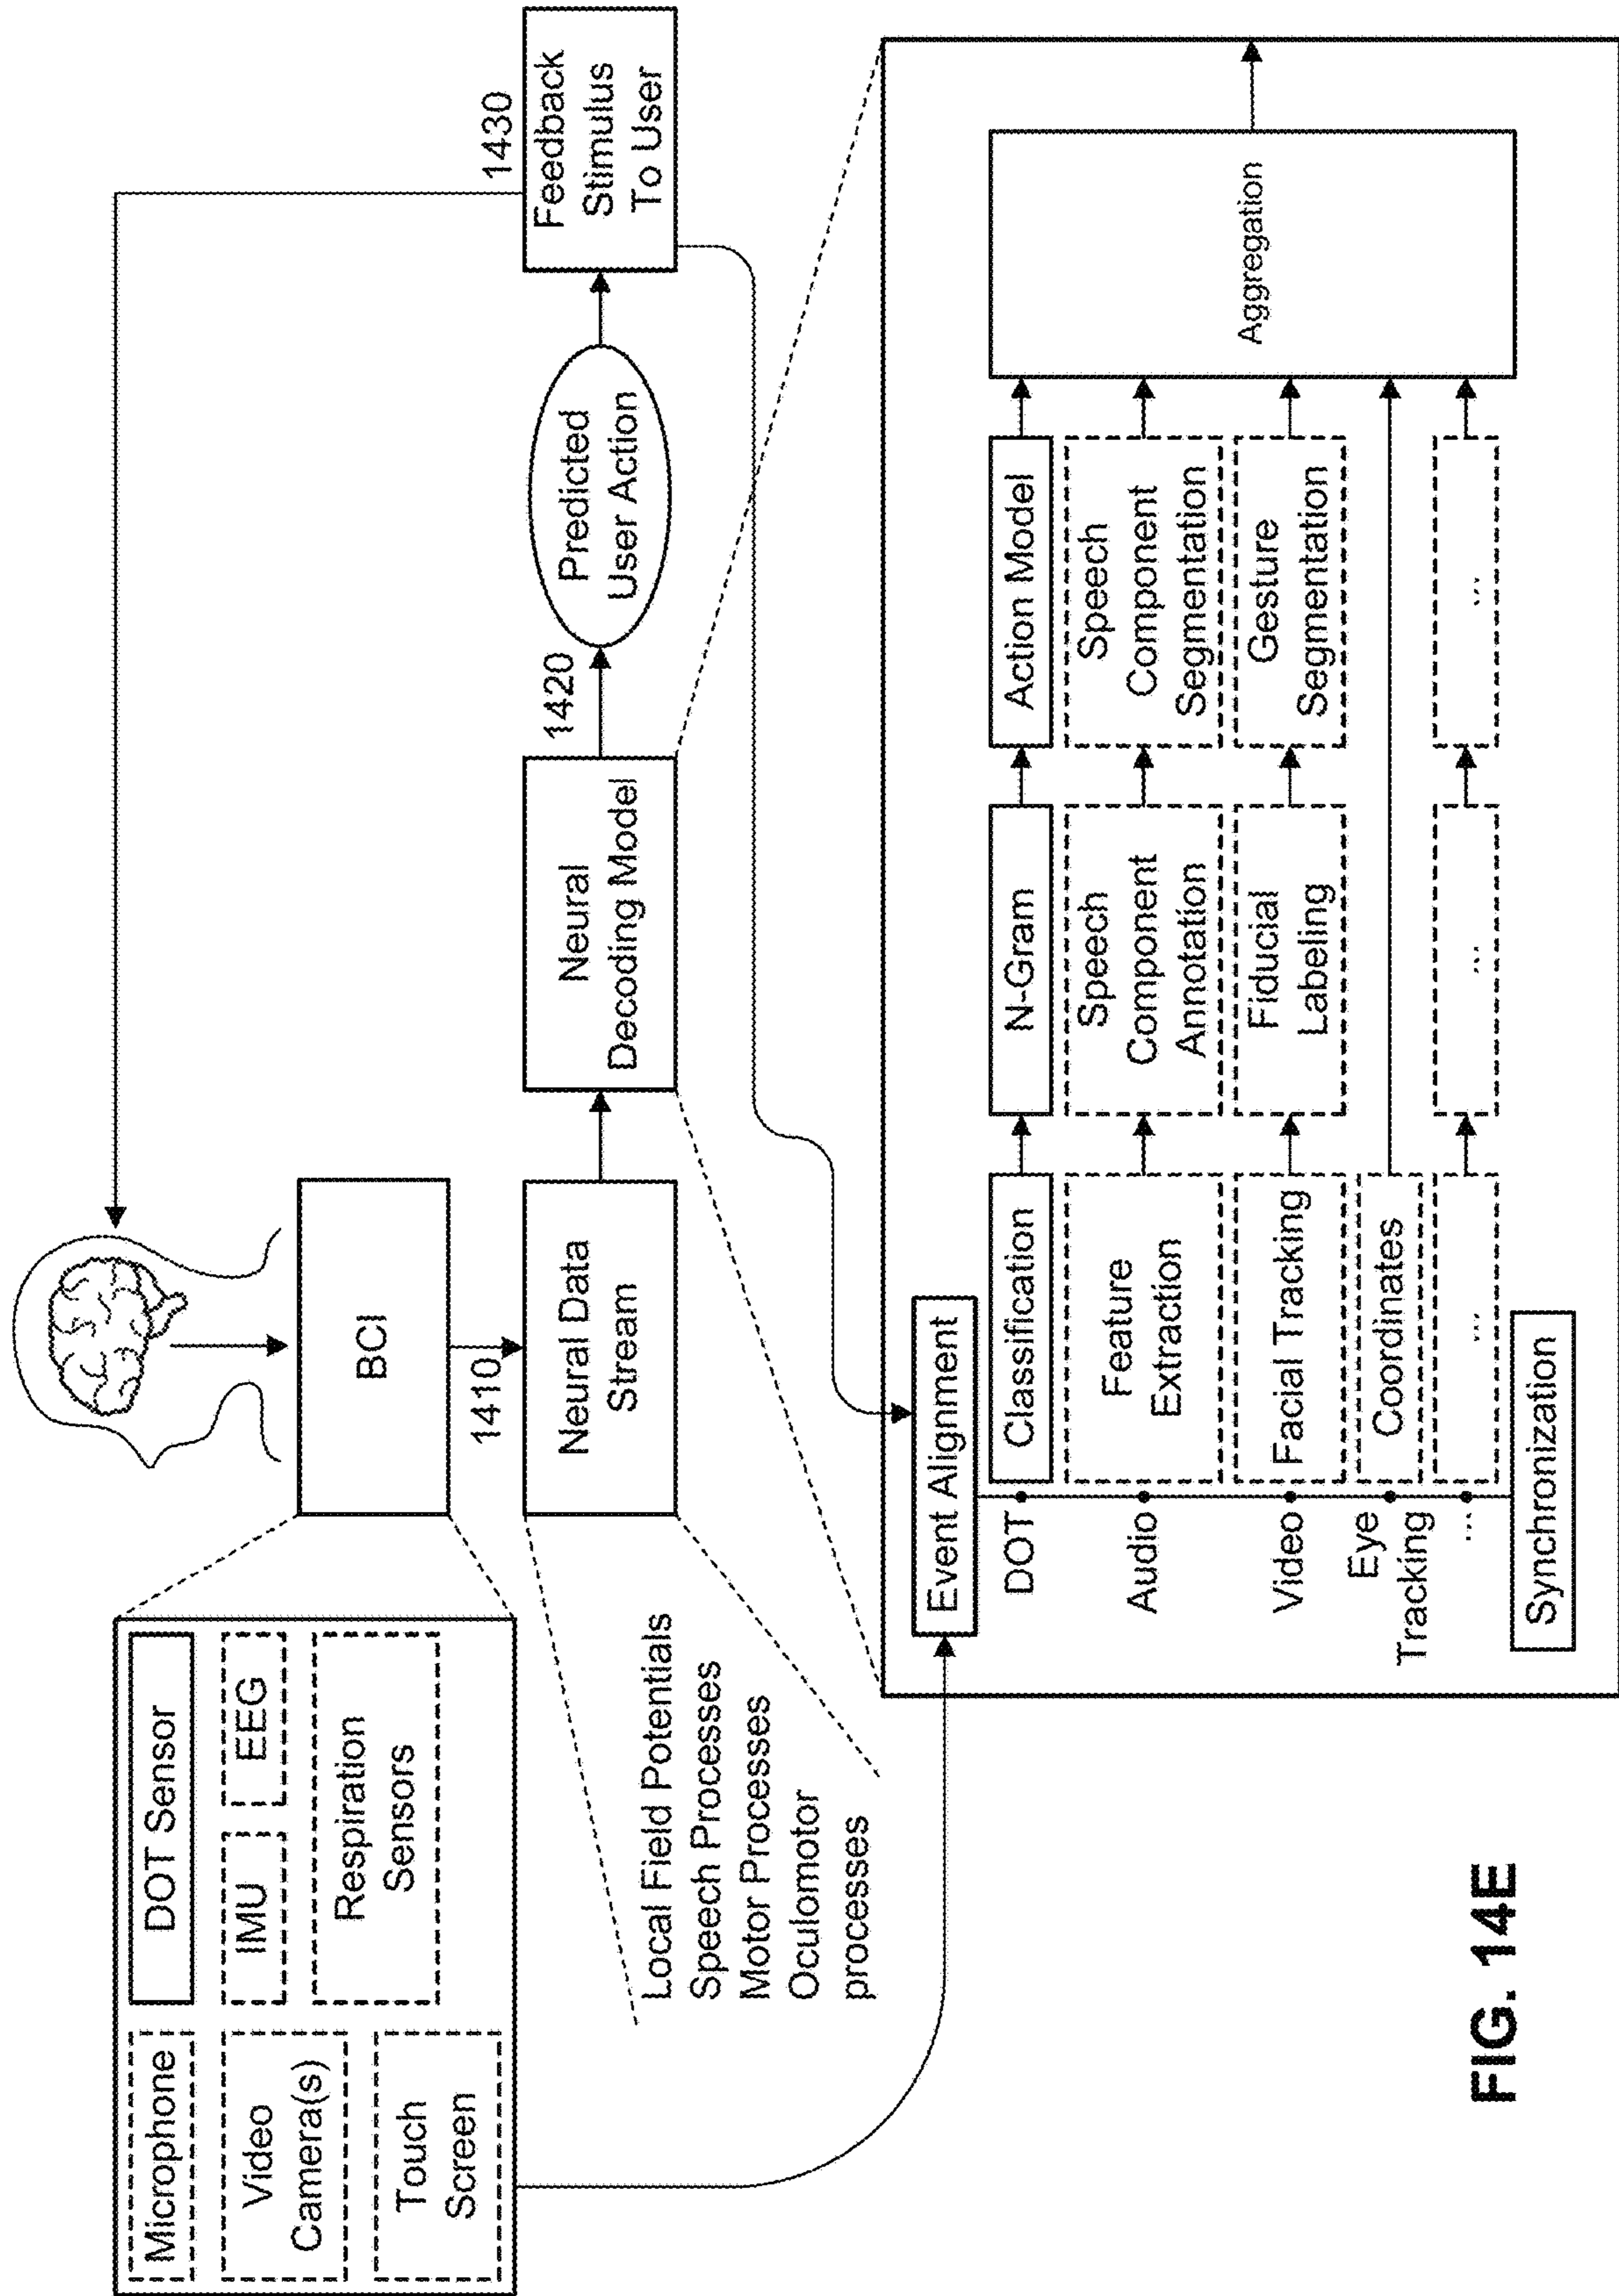 Microphone
DOT Sensor
Video
Camera(s)
IMU
EEG
Touch
Screen
Respiration
Sensors
BCI
1410
Neural Data
Stream
Neural
Decoding Model
1420
Predicted
User Action
1430
Feedback
Stimulus
To User
Local Field Potentials
Speech Processes
Motor Processes
Oculomotor
processes
Event Alignment
DOT
Classification
N-Gram
Action Model
Audio
Feature
Extraction
Speech
Component
Annotation
Speech
Component
Segmentation
Video
Facial Tracking
Fiducial
Labeling
Gesture
Segmentation
Eye
Tracking
Coordinates
...
...
...
...
Synchronization
Aggregation
FIG. 14E